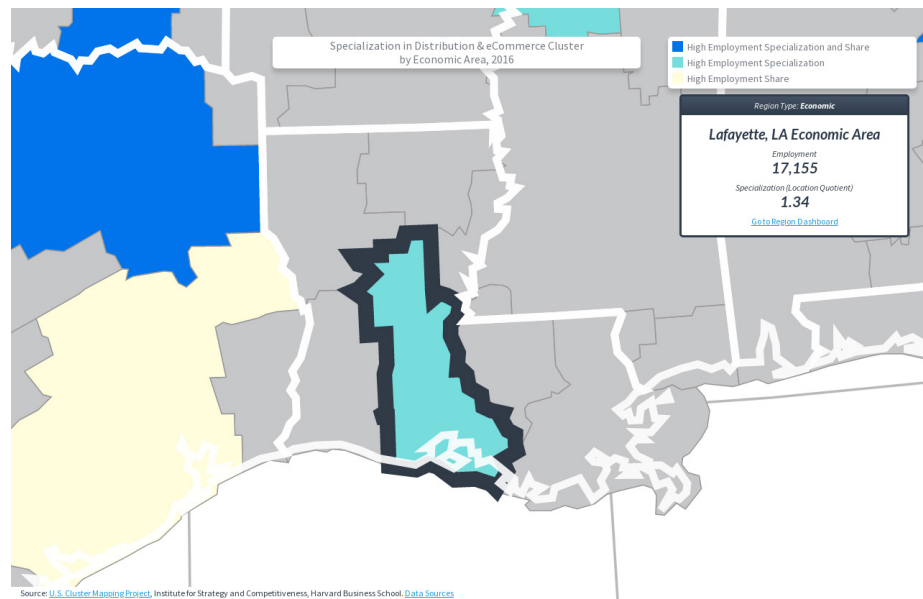 Specialization in Distribution & eCommerce Cluster
by Economic Area, 2016
High Employment Specialization and Share
High Employment Specialization
High Employment Share
Region Type: Economic
Lafayette, LA Economic Area
Employment
17,155
Specialization (Location Quotient)
1.34
Go to Region Dashboard
Source: U.S. Cluster Mapping Project, Institute for Strategy and Competitiveness, Harvard Business School. Data Sources